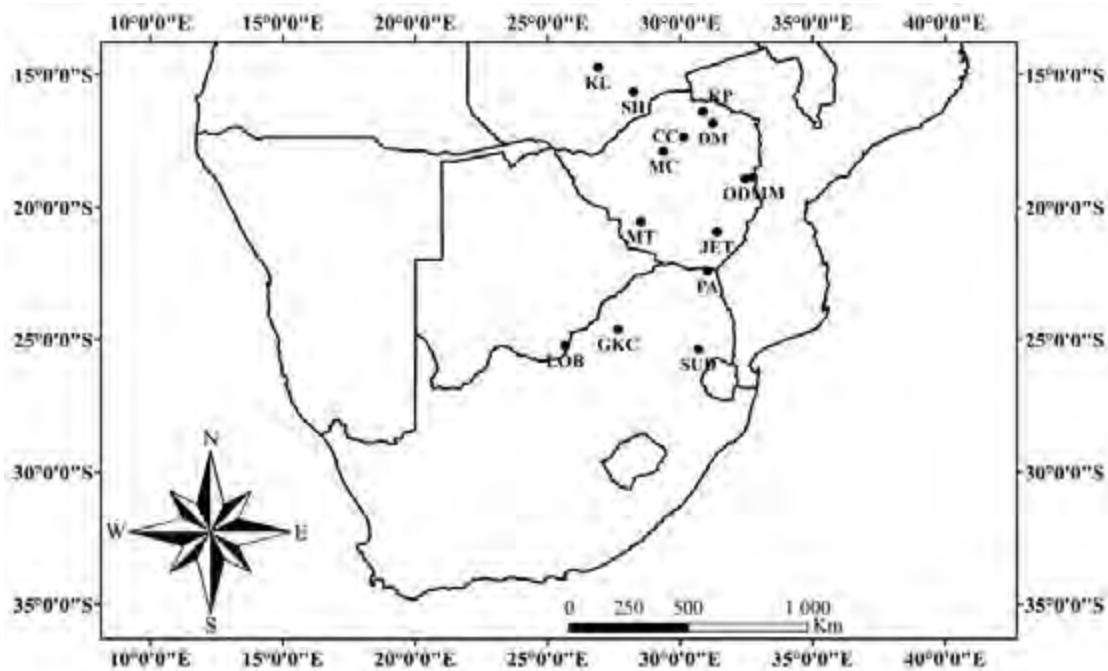 10°0'0"E 15°0'0"E 20°0'0"E 25°0'0"E 30°0'0"E 35°0'0"E 40°0'0"E
15°0'0"S 15°0'0"S
KL
SH
KP
CC DM
MC
ODMIM
20°0'0"S 20°0'0"S
MT JET
PA
25°0'0"S 25°0'0"S
LOB GKC SUD
30°0'0"S 30°0'0"S
N
W E
S
35°0'0"S 35°0'0"S
0 250 500 1 000
Km
10°0'0"E 15°0'0"E 20°0'0"E 25°0'0"E 30°0'0"E 35°0'0"E 40°0'0"E